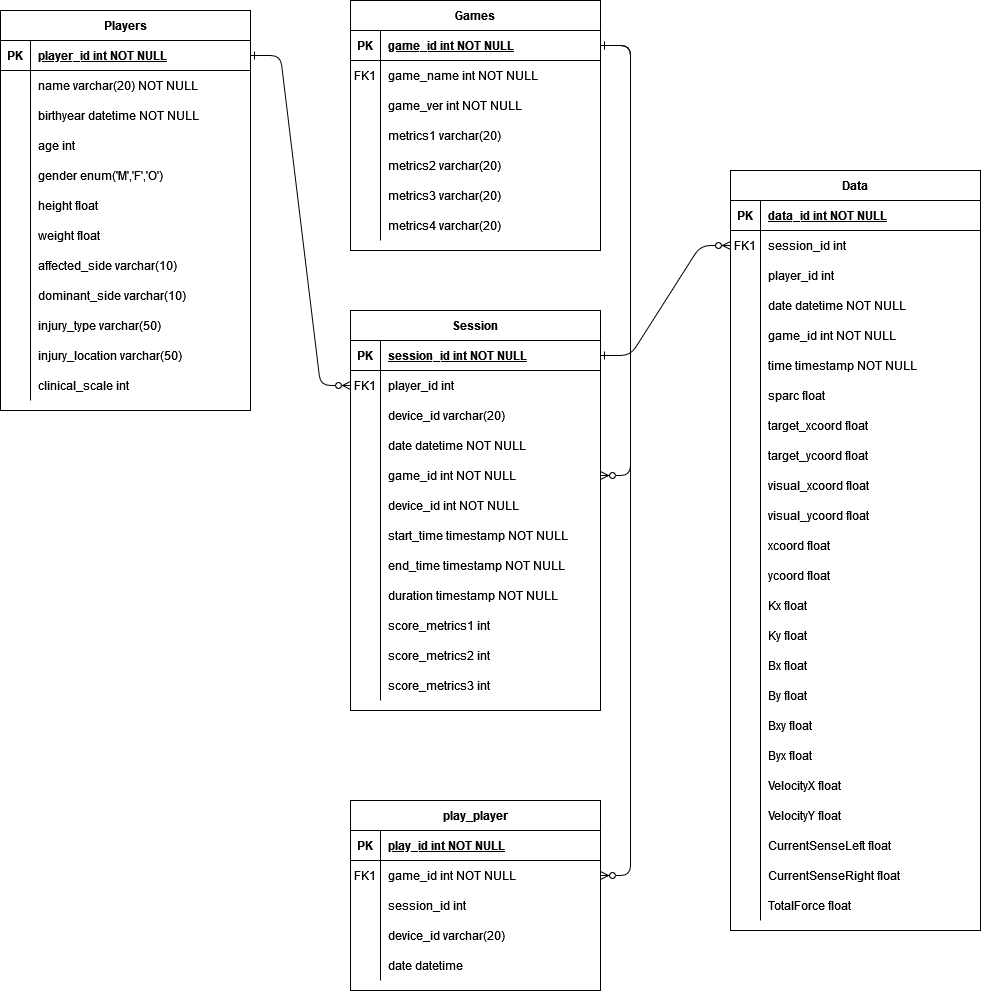 Players
PK player_id int NOT NULL
name varchar(20) NOT NULL
birthyear datetime NOT NULL
age int
gender enum('M','F','O')
height float
weight float
affected_side varchar(10)
dominant_side varchar(10)
injury_type varchar(50)
injury_location varchar(50)
clinical_scale int
Games
PK game_id int NOT NULL
FK1 game_name int NOT NULL
game_ver int NOT NULL
metrics1 varchar(20)
metrics2 varchar(20)
metrics3 varchar(20)
metrics4 varchar(20)
Session
PK session_id int NOT NULL
FK1 player_id int
device_id varchar(20)
date datetime NOT NULL
game_id int NOT NULL
device_id int NOT NULL
start_time timestamp NOT NULL
end_time timestamp NOT NULL
duration timestamp NOT NULL
score_metrics1 int
score_metrics2 int
score_metrics3 int
play_player
PK play_id int NOT NULL
FK1 game_id int NOT NULL
session_id int
device_id varchar(20)
date datetime
Data
PK data_id int NOT NULL
FK1 session_id int
player_id int
date datetime NOT NULL
game_id int NOT NULL
time timestamp NOT NULL
sparc float
target_xcoord float
target_ycoord float
visual_xcoord float
visual_ycoord float
xcoord float
ycoord float
Kx float
Ky float
Bx float
By float
Bxy float
Byx float
VelocityX float
VelocityY float
CurrentSenseLeft float
CurrentSenseRight float
TotalForce float